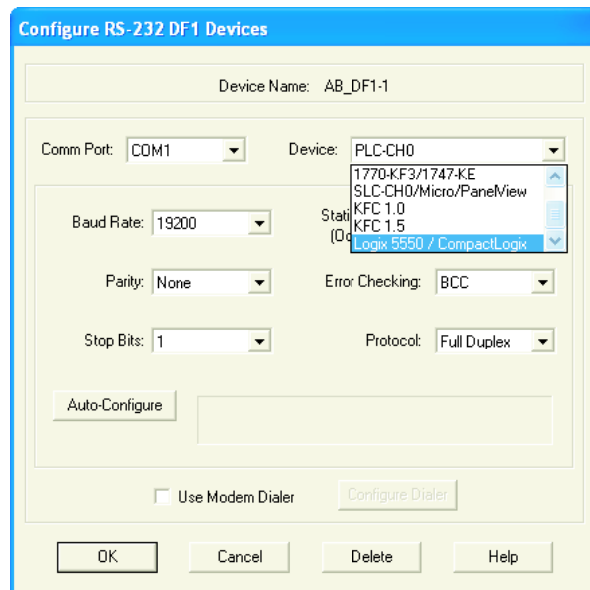 Configure RS-232 DF1 Devices
Device Name: AB_DF1-1
Comm Port: COM1 Device: PLC-CH0
1770-KF3/1747-KE
SLC-CH0/Micro/PanelView
KFC 1.0
KFC 1.5
Logix 5550 / CompactLogix
Baud Rate: 19200
Parity: None Error Checking: BCC
Stop Bits: 1 Protocol: Full Duplex
Auto-Configure
Use Modem Dialer Configure Dialer
OK Cancel Delete Help